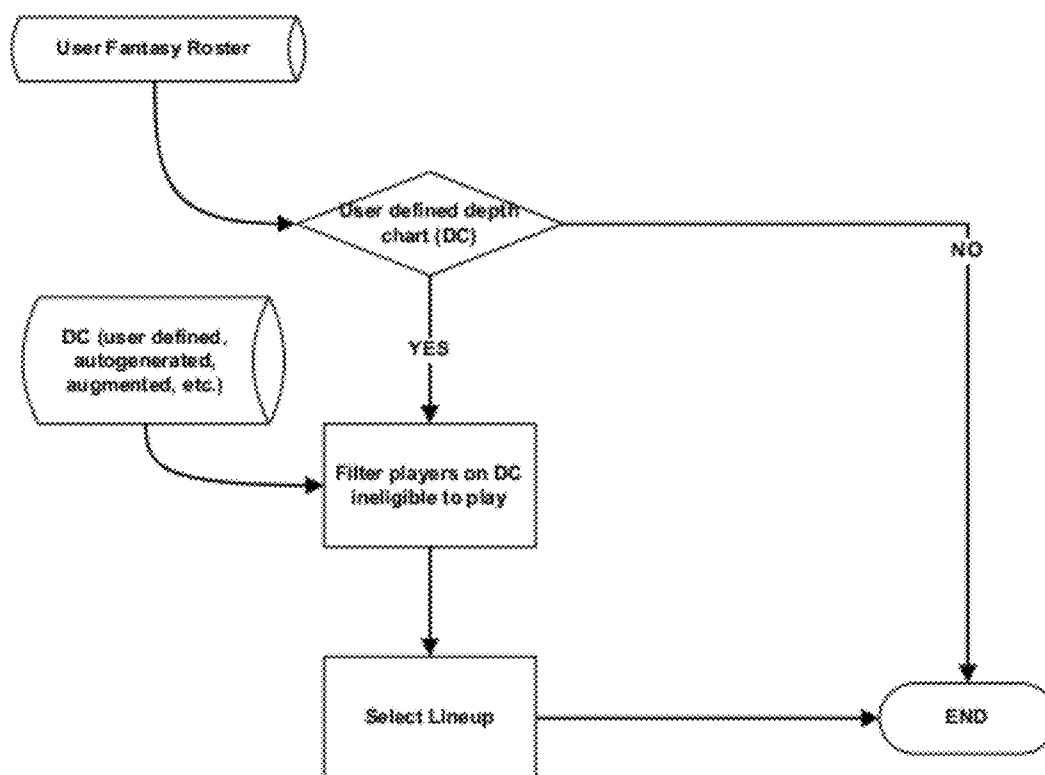 User Fantasy Roster
User defined depth
chart (DC)
NO
YES
DC (user defined,
autogenerated,
augmented, etc.)
Filter players on DC
ineligible to play
Select Lineup
END